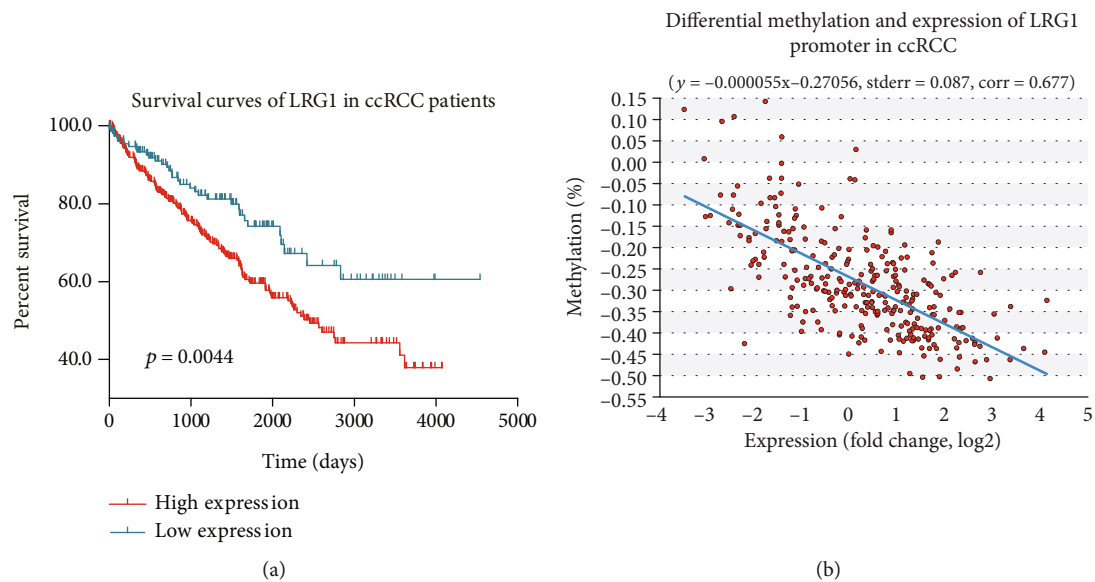 Survival curves of LRG1 in ccRCC patients
100.0
80.0
60.0
40.0
Percent survival
p = 0.0044
0
1000
2000
3000
4000
5000
Time (days)
High expression
Low expression
(a)
Differential methylation and expression of LRG1
promoter in ccRCC
(y = –0.000055x–0.27056, stderr = 0.087, corr = 0.677)
0.15
0.10
0.05
0.00
–0.05
–0.10
–0.15
–0.20
–0.25
–0.30
–0.35
–0.40
–0.45
–0.50
–0.55
Methylation (%)
–4
–3
–2
–1
0
1
2
3
4
5
Expression (fold change, log2)
(b)